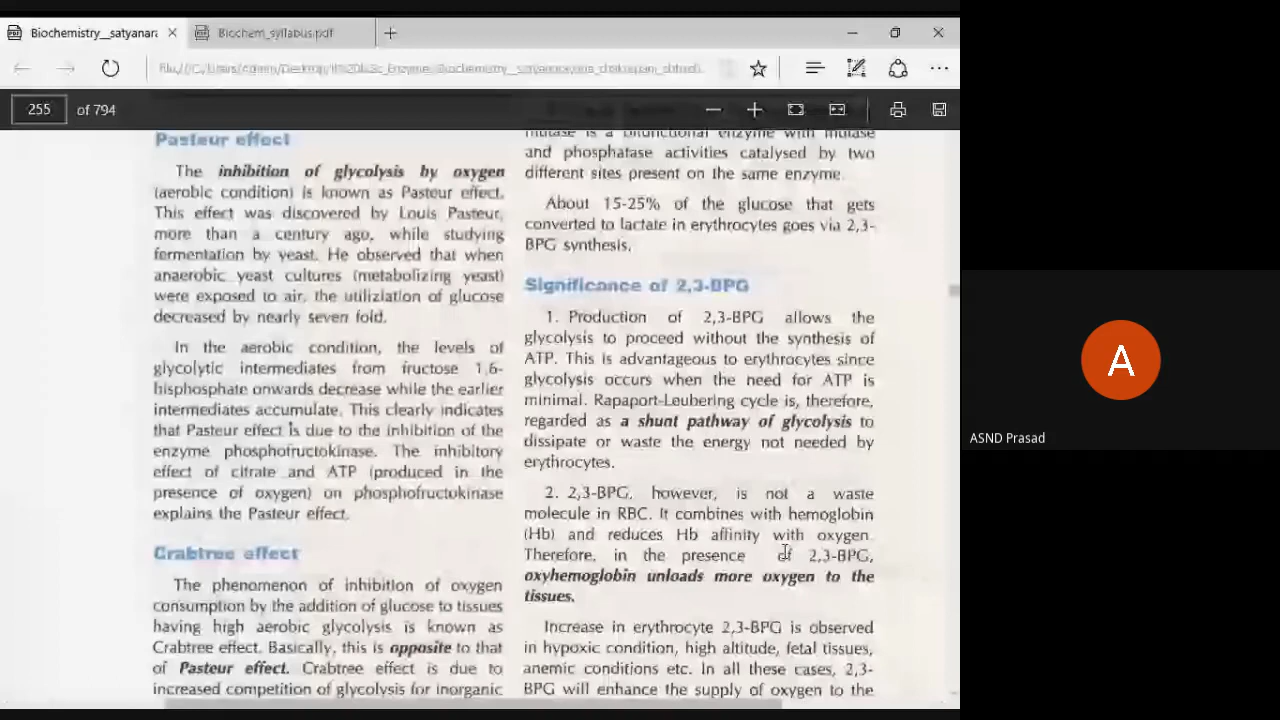 Biochemistry__satyanara
Biochem_syllabus.pdf
255 of 794
Pasteur effect
The inhibition of glycolysis by oxygen
(aerobic condition) is known as Pasteur effect.
This effect was discovered by Louis Pasteur,
more than a century ago, while studying
fermentation by yeast. He observed that when
anaerobic yeast cultures (metabolizing yeast)
were exposed to air, the utiliziation of glucose
decreased by nearly seven fold.
In the aerobic condition, the levels of
glycolytic intermediates from fructose 1,6-
bisphosphate onwards decrease while the earlier
intermediates accumulate. This clearly indicates
that Pasteur effect is due to the inhibition of the
enzyme phosphofructokinase. The inhibitory
effect of citrate and ATP (produced in the
presence of oxygen) on phosphofructokinase
explains the Pasteur effect.
Crabtree effect
The phenomenon of inhibition of oxygen
consumption by the addition of glucose to tissues
having high aerobic glycolysis is known as
Crabtree effect. Basically, this is opposite to that
of Pasteur effect. Crabtree effect is due to
increased competition of glycolysis for inorganic
mutase is a bifunctional enzyme with mutase
and phosphatase activities catalysed by two
different sites present on the same enzyme.
About 15-25% of the glucose that gets
converted to lactate in erythrocytes goes via 2,3-
BPG synthesis.
Significance of 2,3-BPG
1. Production of 2,3-BPG allows the
glycolysis to proceed without the synthesis of
ATP. This is advantageous to erythrocytes since
glycolysis occurs when the need for ATP is
minimal. Rapaport-Leubering cycle is, therefore,
regarded as a shunt pathway of glycolysis to
dissipate or waste the energy not needed by
erythrocytes.
2. 2,3-BPG, however, is not a waste
molecule in RBC. It combines with hemoglobin
(Hb) and reduces Hb affinity with oxygen.
Therefore, in the presence of 2,3-BPG,
oxyhemoglobin unloads more oxygen to the
tissues.
Increase in erythrocyte 2,3-BPG is observed
in hypoxic condition, high altitude, fetal tissues,
anemic conditions etc. In all these cases, 2,3-
BPG will enhance the supply of oxygen to the
A
ASND Prasad